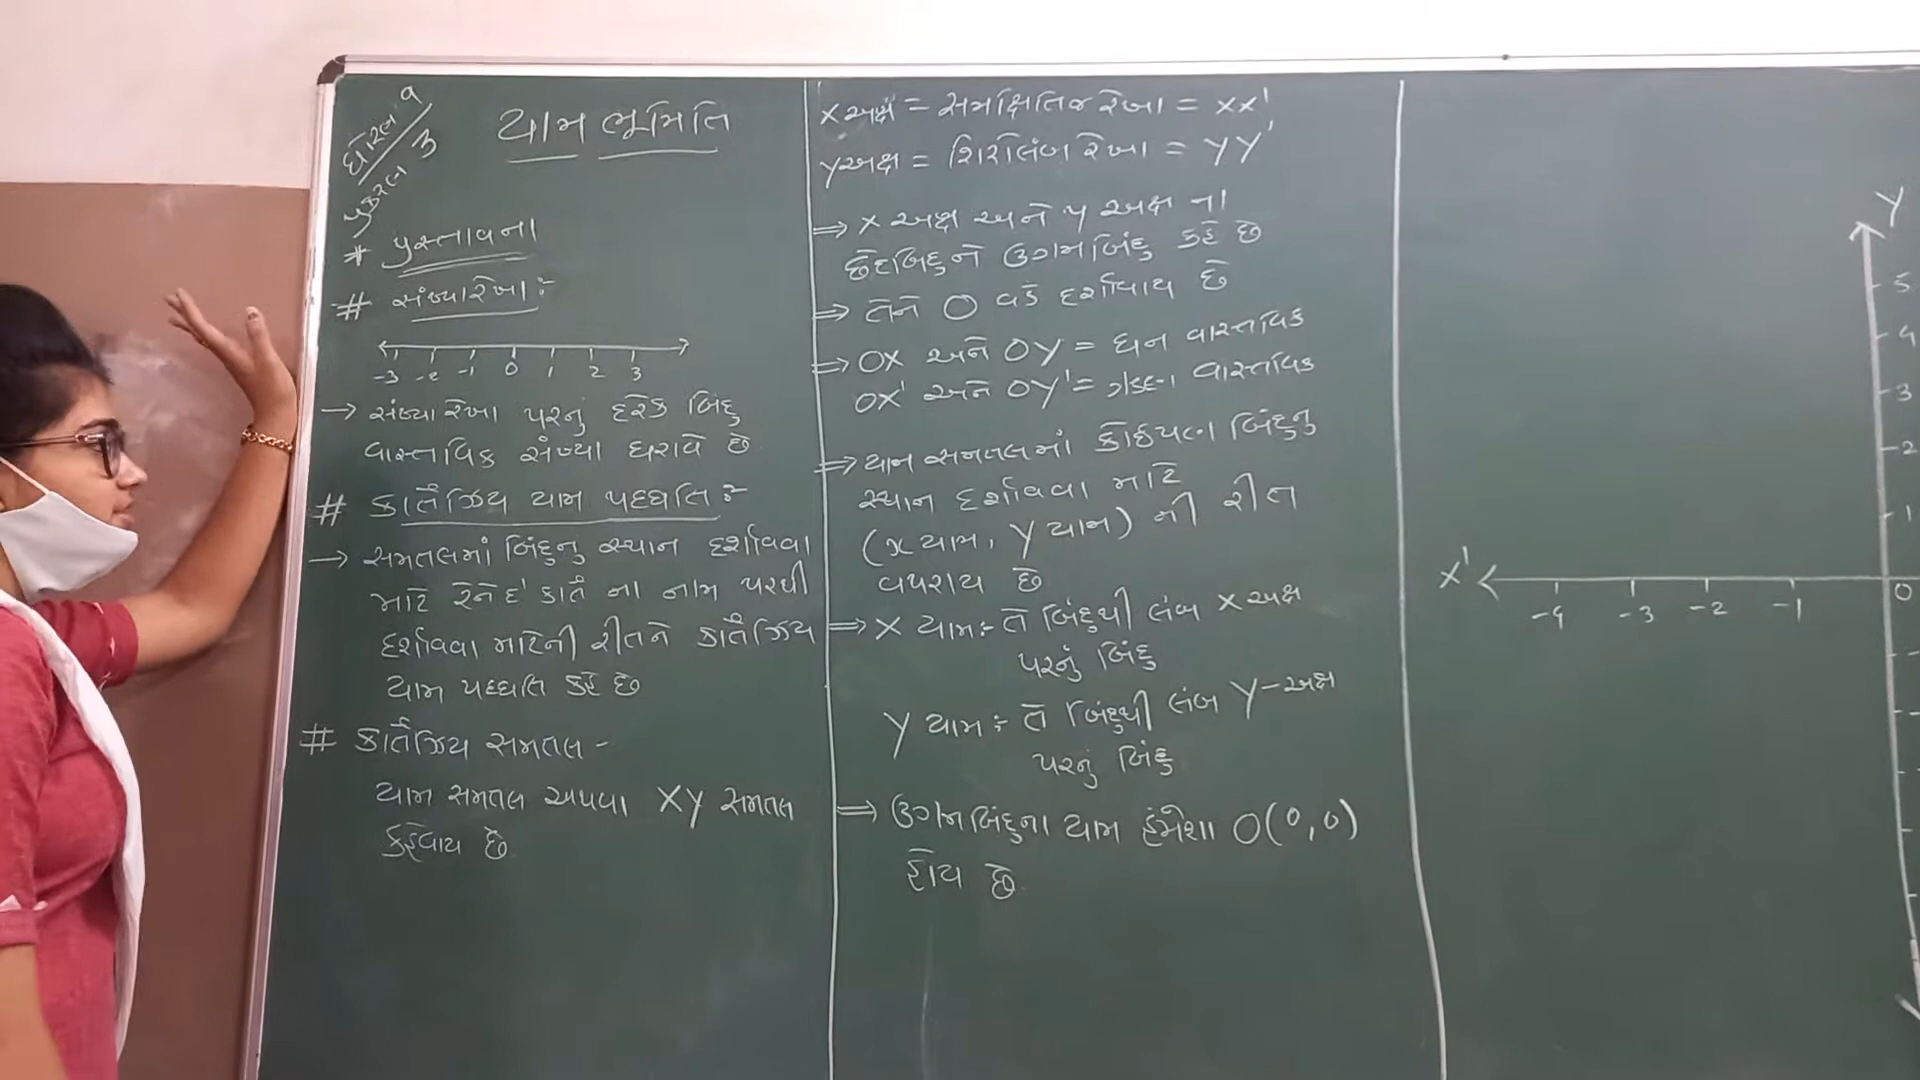 ધોરણ ૯
પ્રકરણ 3
યામ ભૂમિતિ
* પ્રસ્તાવના
# સંખ્યારેખા :-
-3 -2 -1 0 1 2 3
→ સંખ્યા રેખા પરનું દરેક બિંદુ
વાસ્તવિક સંખ્યા ધરાવે છે
# કાર્તેઝિય યામ પધ્ધતિ :-
→ સમતલમાં બિંદુનુ સ્થાન દર્શાવવા
માટે રેને દ' કાર્તે ના નામ પરથી
દર્શાવવા માટેની રીતને કાર્તેઝિય
યામ પધ્ધતિ કહે છે
# કાર્તેઝિય સમતલ -
યામ સમતલ અથવા XY સમતલ
કહેવાય છે
X અક્ષ = સમક્ષિતિજ રેખા = XX'
Y અક્ષ = શિરોલંબ રેખા = YY'
⇒ X અક્ષ અને Y અક્ષ ના
છેદબિંદુને ઉગમબિંદુ કહે છે
⇒ તેને O વડે દર્શાવાય છે
⇒ OX અને OY = ધન વાસ્તવિક
OX' અને OY' = ઋણ વાસ્તવિક
⇒ યામ સમતલમાં કોઈપણ બિંદુનુ
સ્થાન દર્શાવવા માટે
(x યામ, Y યામ) ની રીત
વપરાય છે
⇒ X યામ :- તે બિંદુથી લંબ X અક્ષ
પરનું બિંદુ
Y યામ :- તે બિંદુથી લંબ Y-અક્ષ
પરનું બિંદુ
⇒ ઉગમબિંદુના યામ હંમેશા O(0,0)
હોય છે
Y
5
4
3
2
1
X' -4 -3 -2 -1 0